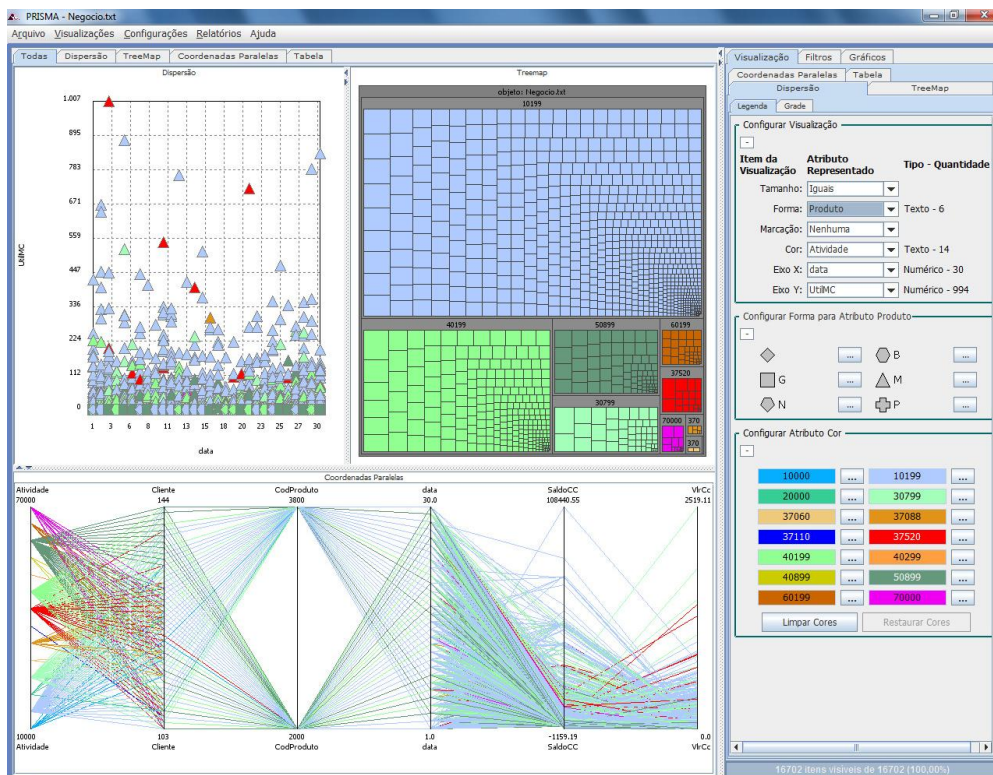 PRISMA - Negocio.txt
Arquivo Visualizações Configurações Relatórios Ajuda
Todas Dispersão TreeMap Coordenadas Paralelas Tabela
Dispersão
1.007
895
783
671
559
447
336
224
112
0
UtilMC
1 3 6 8 11 13 15 18 20 23 25 27 30
data
Treemap
objeto: Negocio.txt
10199
40199
50899
60199
37520
30799
70000
370
370
Coordenadas Paralelas
Atividade Cliente CodProduto data SaldoCC VlrCc
70000 144 3800 30.0 108440.55 2519.11
10000 103 2000 1.0 -1159.19 0.0
Atividade Cliente CodProduto data SaldoCC VlrCc
Visualização Filtros Gráficos
Coordenadas Paralelas Tabela
Dispersão TreeMap
Legenda Grade
Configurar Visualização
-
Item da Visualização Atributo Representado Tipo - Quantidade
Tamanho: Iguais
Forma: Produto Texto - 6
Marcação: Nenhuma
Cor: Atividade Texto - 14
Eixo X: data Numérico - 30
Eixo Y: UtilMC Numérico - 994
Configurar Forma para Atributo Produto
-
... B ...
G ... M ...
N ... P ...
Configurar Atributo Cor
-
10000 ... 10199 ...
20000 ... 30799 ...
37060 ... 37088 ...
37110 ... 37520 ...
40199 ... 40299 ...
40899 ... 50899 ...
60199 ... 70000 ...
Limpar Cores Restaurar Cores
16702 itens visíveis de 16702 (100,00%)